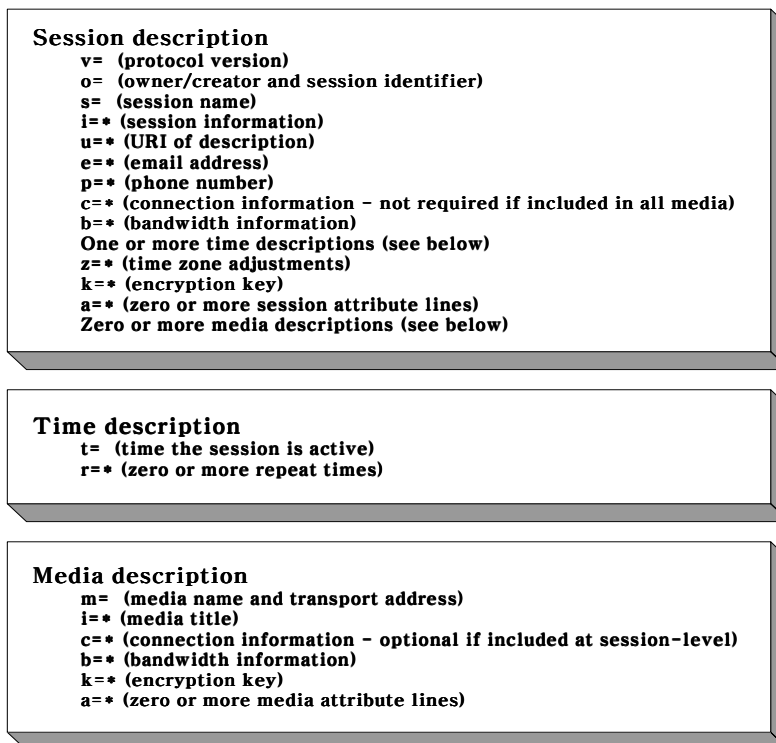 Session description
v= (protocol version)
o= (owner/creator and session identifier)
s= (session name)
i=* (session information)
u=* (URI of description)
e=* (email address)
p=* (phone number)
c=* (connection information - not required if included in all media)
b=* (bandwidth information)
One or more time descriptions (see below)
z=* (time zone adjustments)
k=* (encryption key)
a=* (zero or more session attribute lines)
Zero or more media descriptions (see below)
Time description
t= (time the session is active)
r=* (zero or more repeat times)
Media description
m= (media name and transport address)
i=* (media title)
c=* (connection information - optional if included at session-level)
b=* (bandwidth information)
k=* (encryption key)
a=* (zero or more media attribute lines)